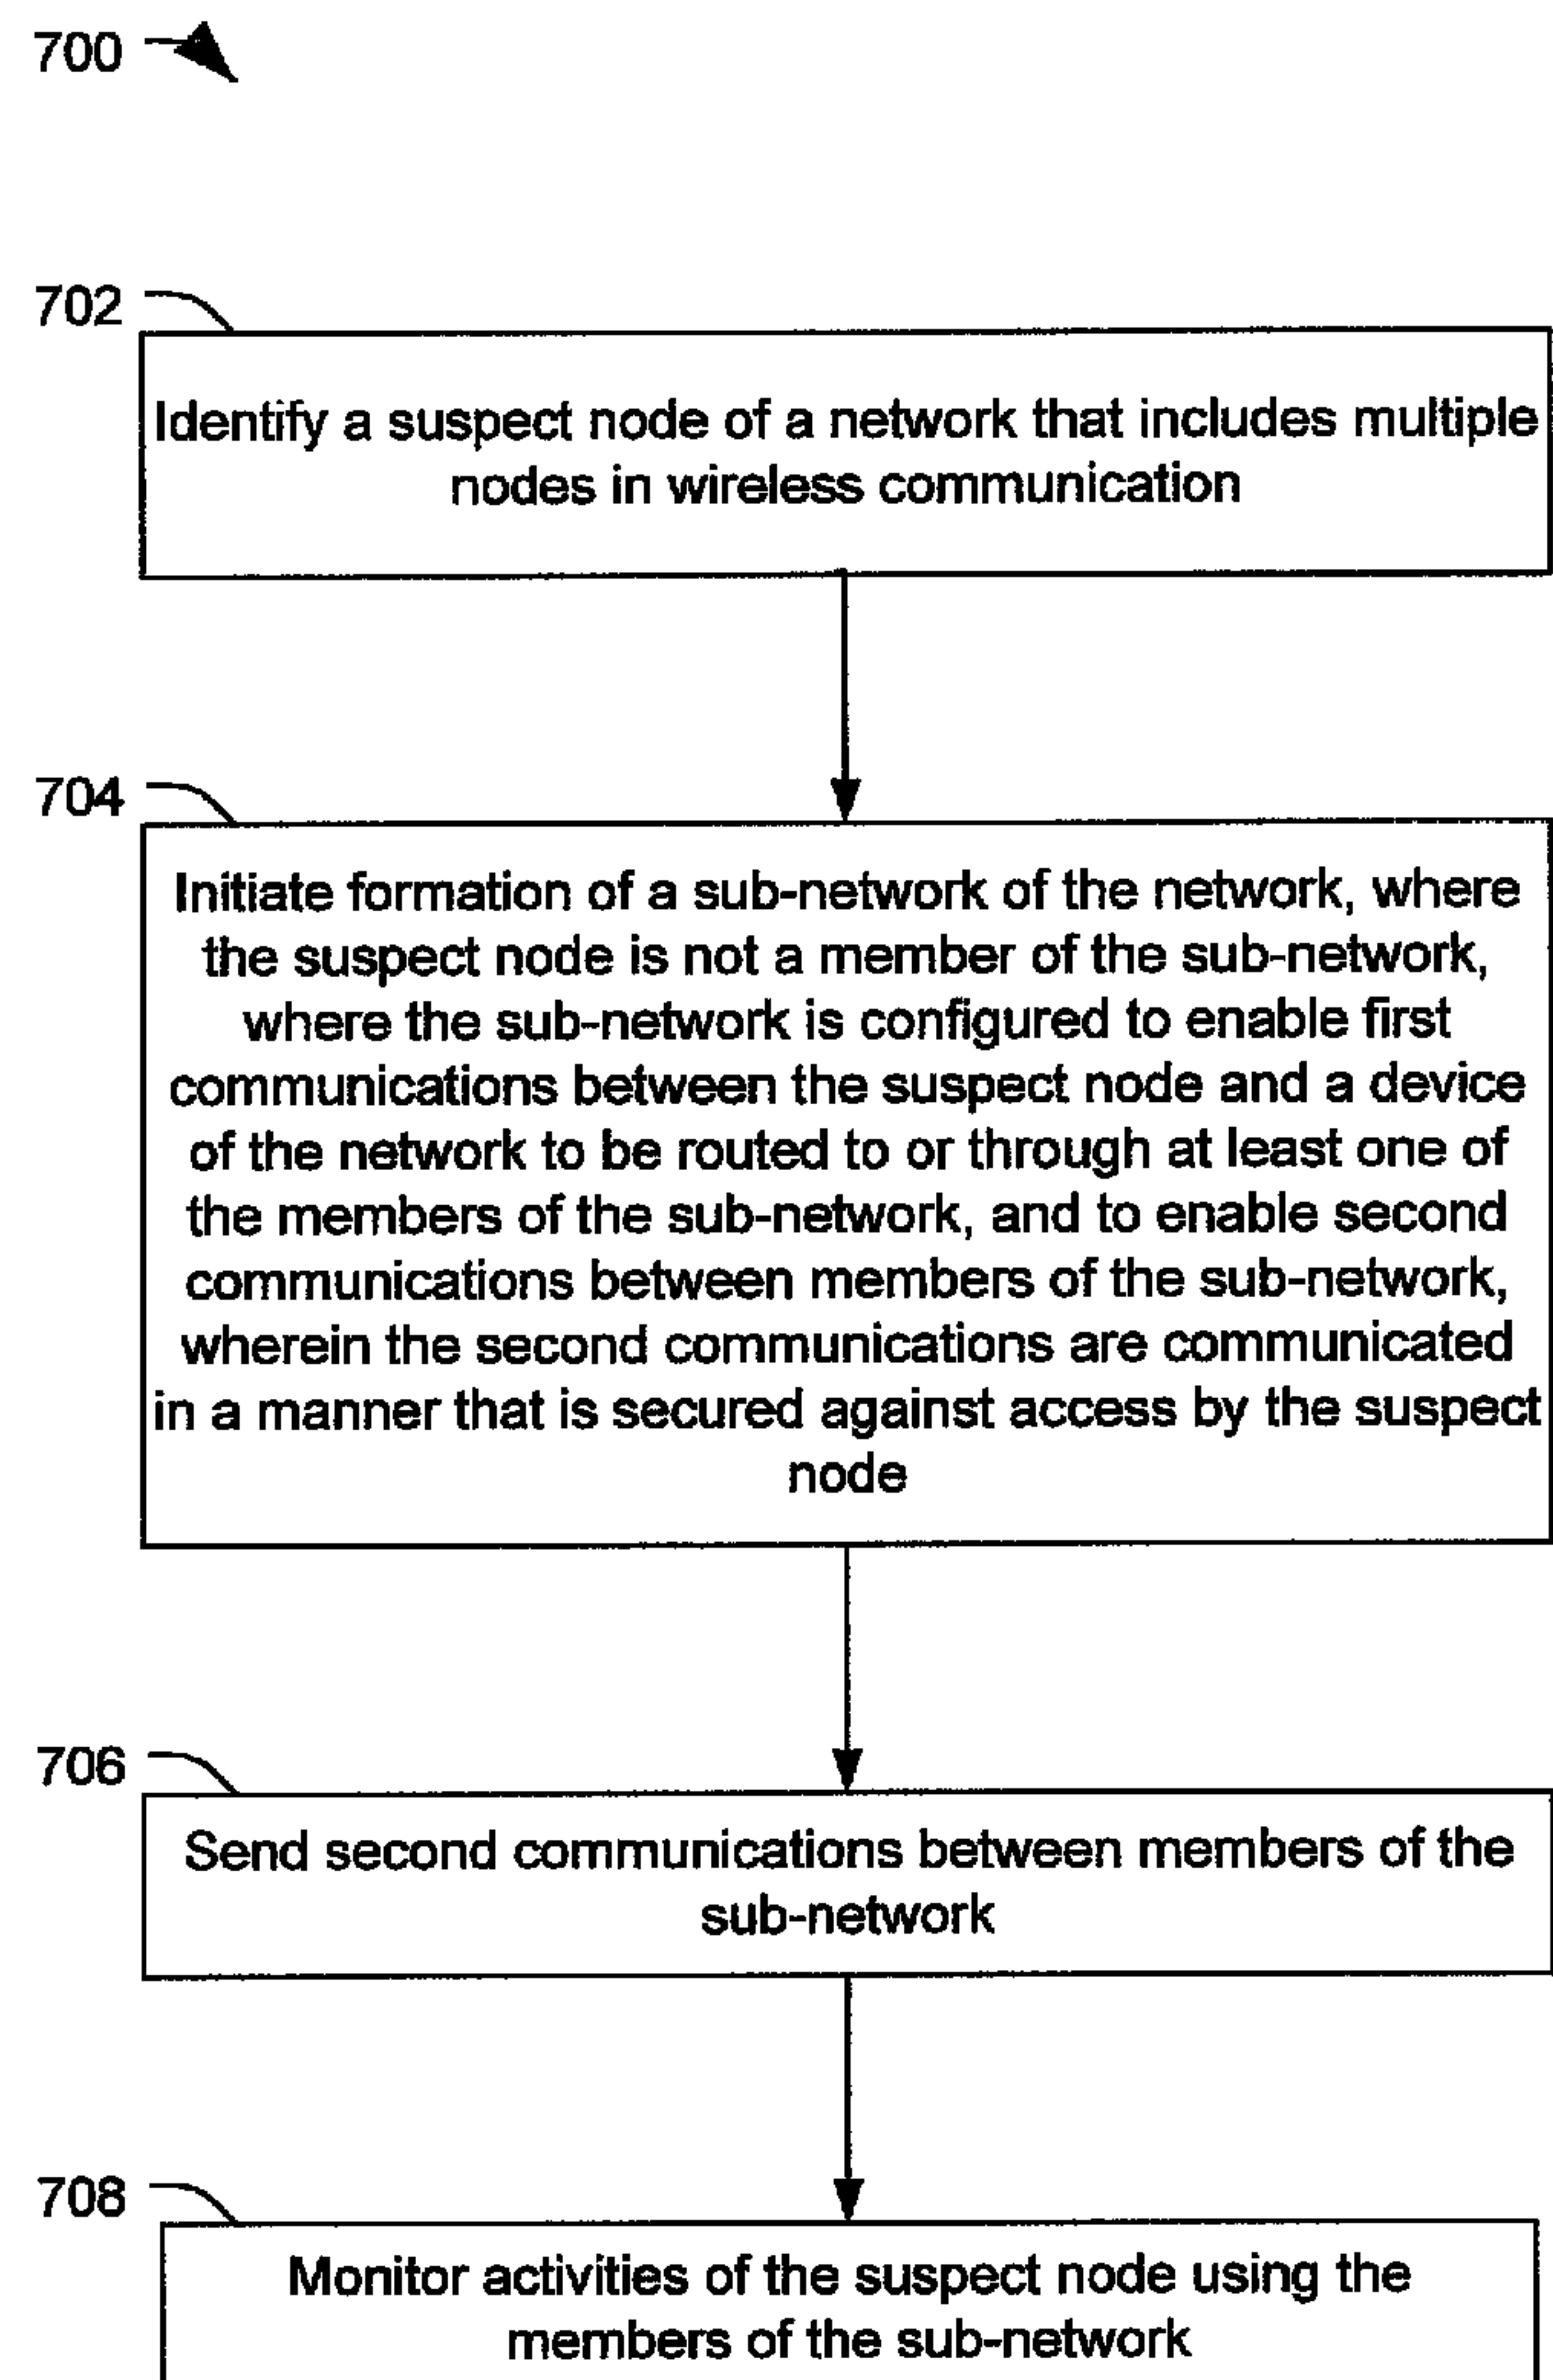 700
702
Identify a suspect node of a network that includes multiple
nodes in wireless communication
704
Initiate formation of a sub-network of the network, where
the suspect node is not a member of the sub-network,
where the sub-network is configured to enable first
communications between the suspect node and a device
of the network to be routed to or through at least one of
the members of the sub-network, and to enable second
communications between members of the sub-network,
wherein the second communications are communicated
in a manner that is secured against access by the suspect
node
706
Send second communications between members of the
sub-network
708
Monitor activities of the suspect node using the
members of the sub-network